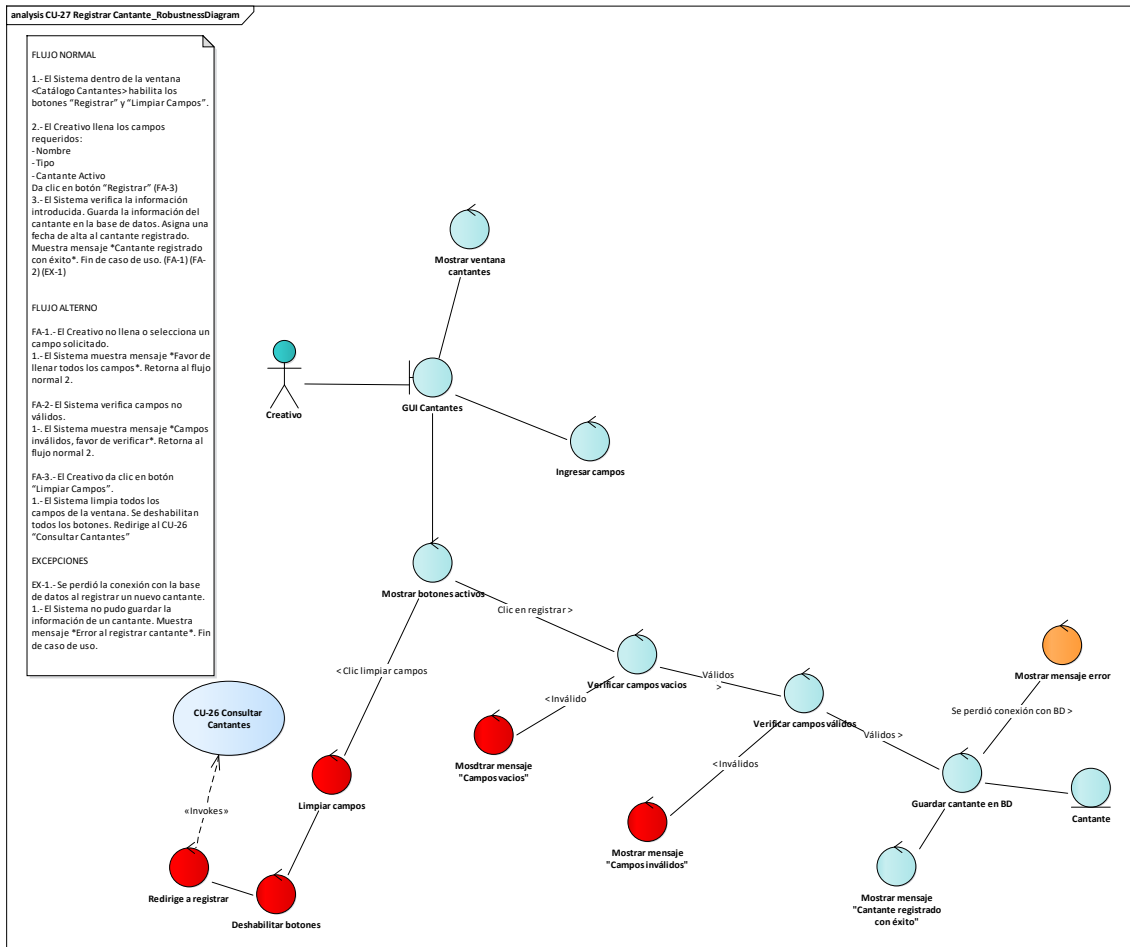 analysis CU-27 Registrar Cantante_RobustnessDiagram
FLUJO NORMAL
1.- El Sistema dentro de la ventana
<Catálogo Cantantes> habilita los
botones "Registrar" y "Limpiar Campos".
2.- El Creativo llena los campos
requeridos:
- Nombre
- Tipo
- Cantante Activo
Da clic en botón "Registrar" (FA-3)
3.- El Sistema verifica la información
introducida. Guarda la información del
cantante en la base de datos. Asigna una
fecha de alta al cantante registrado.
Muestra mensaje *Cantante registrado
con éxito*. Fin de caso de uso. (FA-1) (FA-
2) (EX-1)
FLUJO ALTERNO
FA-1.- El Creativo no llena o selecciona un
campo solicitado.
1.- El Sistema muestra mensaje *Favor de
llenar todos los campos*. Retorna al flujo
normal 2.
FA-2- El Sistema verifica campos no
válidos.
1-. El Sistema muestra mensaje *Campos
inválidos, favor de verificar*. Retorna al
flujo normal 2.
FA-3.- El Creativo da clic en botón
"Limpiar Campos".
1.- El Sistema limpia todos los
campos de la ventana. Se deshabilitan
todos los botones. Redirige al CU-26
"Consultar Cantantes"
EXCEPCIONES
EX-1.- Se perdió la conexión con la base
de datos al registrar un nuevo cantante.
1.- El Sistema no pudo guardar la
información de un cantante. Muestra
mensaje *Error al registrar cantante*. Fin
de caso de uso.
Mostrar ventana
cantantes
Creativo
GUI Cantantes
Ingresar campos
Mostrar botones activos
Clic en registrar >
< Clic limpiar campos
Verificar campos vacios
Válidos
>
< Inválido
Verificar campos válidos
Mostrar mensaje error
Se perdió conexión con BD >
Válidos >
< Inválidos
Mosdtrar mensaje
"Campos vacios"
CU-26 Consultar
Cantantes
«Invokes»
Limpiar campos
Guardar cantante en BD
Cantante
Mostrar mensaje
"Campos inválidos"
Mostrar mensaje
"Cantante registrado
con éxito"
Redirige a registrar
Deshabilitar botones